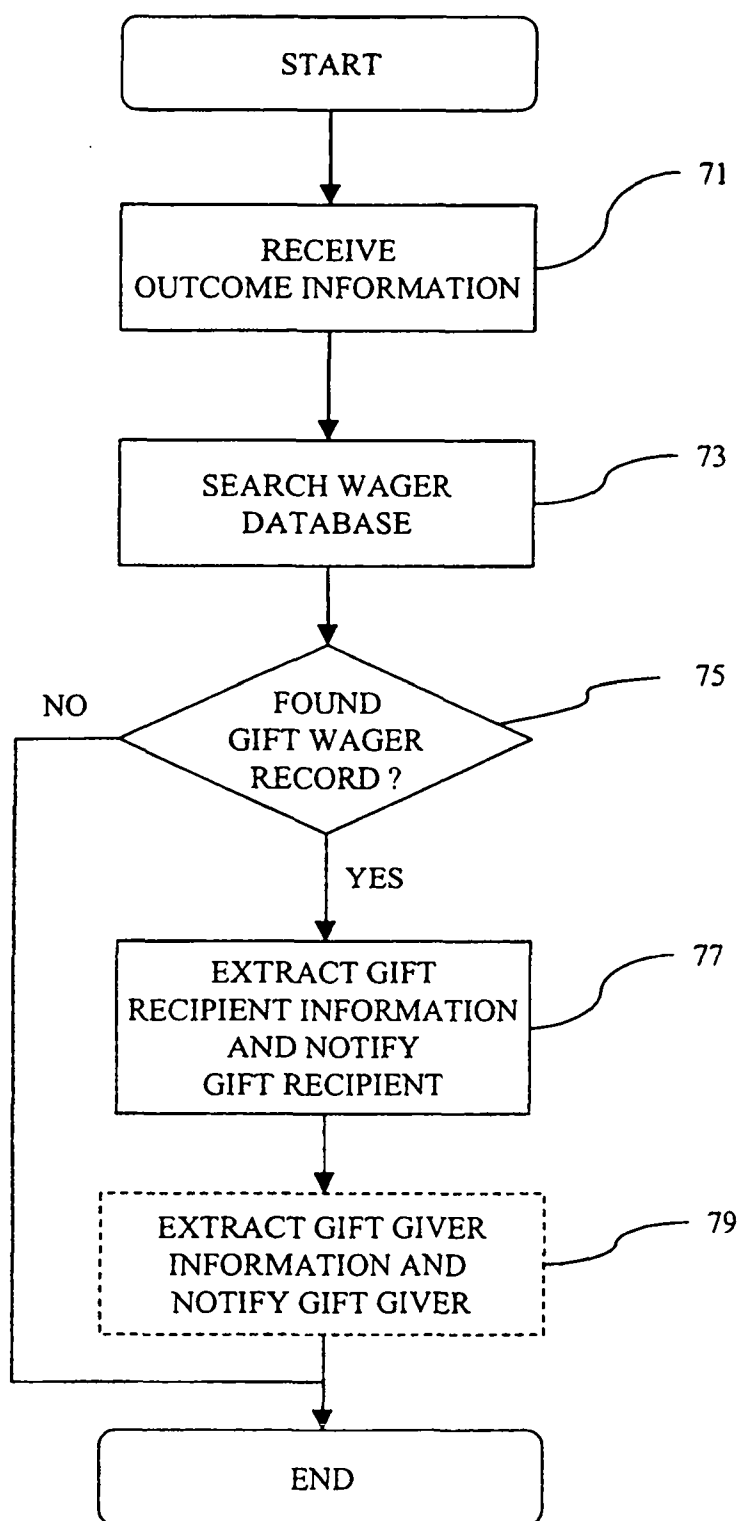 START
71
RECEIVE
OUTCOME INFORMATION
73
SEARCH WAGER
DATABASE
75
NO
FOUND
GIFT WAGER
RECORD ?
YES
77
EXTRACT GIFT
RECIPIENT INFORMATION
AND NOTIFY
GIFT RECIPIENT
79
EXTRACT GIFT GIVER
INFORMATION AND
NOTIFY GIFT GIVER
END